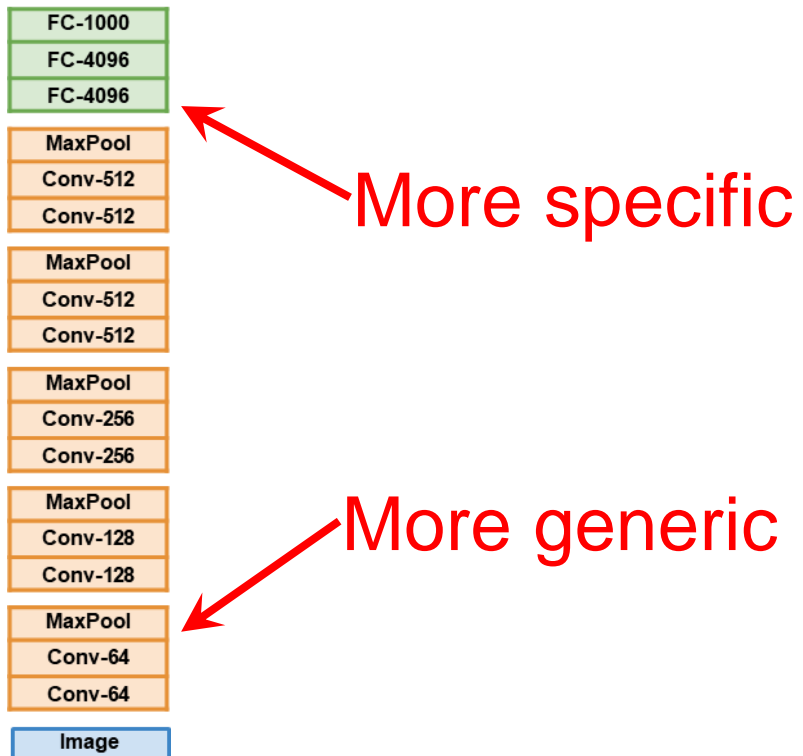 FC-1000
FC-4096
FC-4096
MaxPool
Conv-512
Conv-512
More specific
MaxPool
Conv-512
Conv-512
MaxPool
Conv-256
Conv-256
MaxPool
Conv-128
Conv-128
More generic
MaxPool
Conv-64
Conv-64
Image